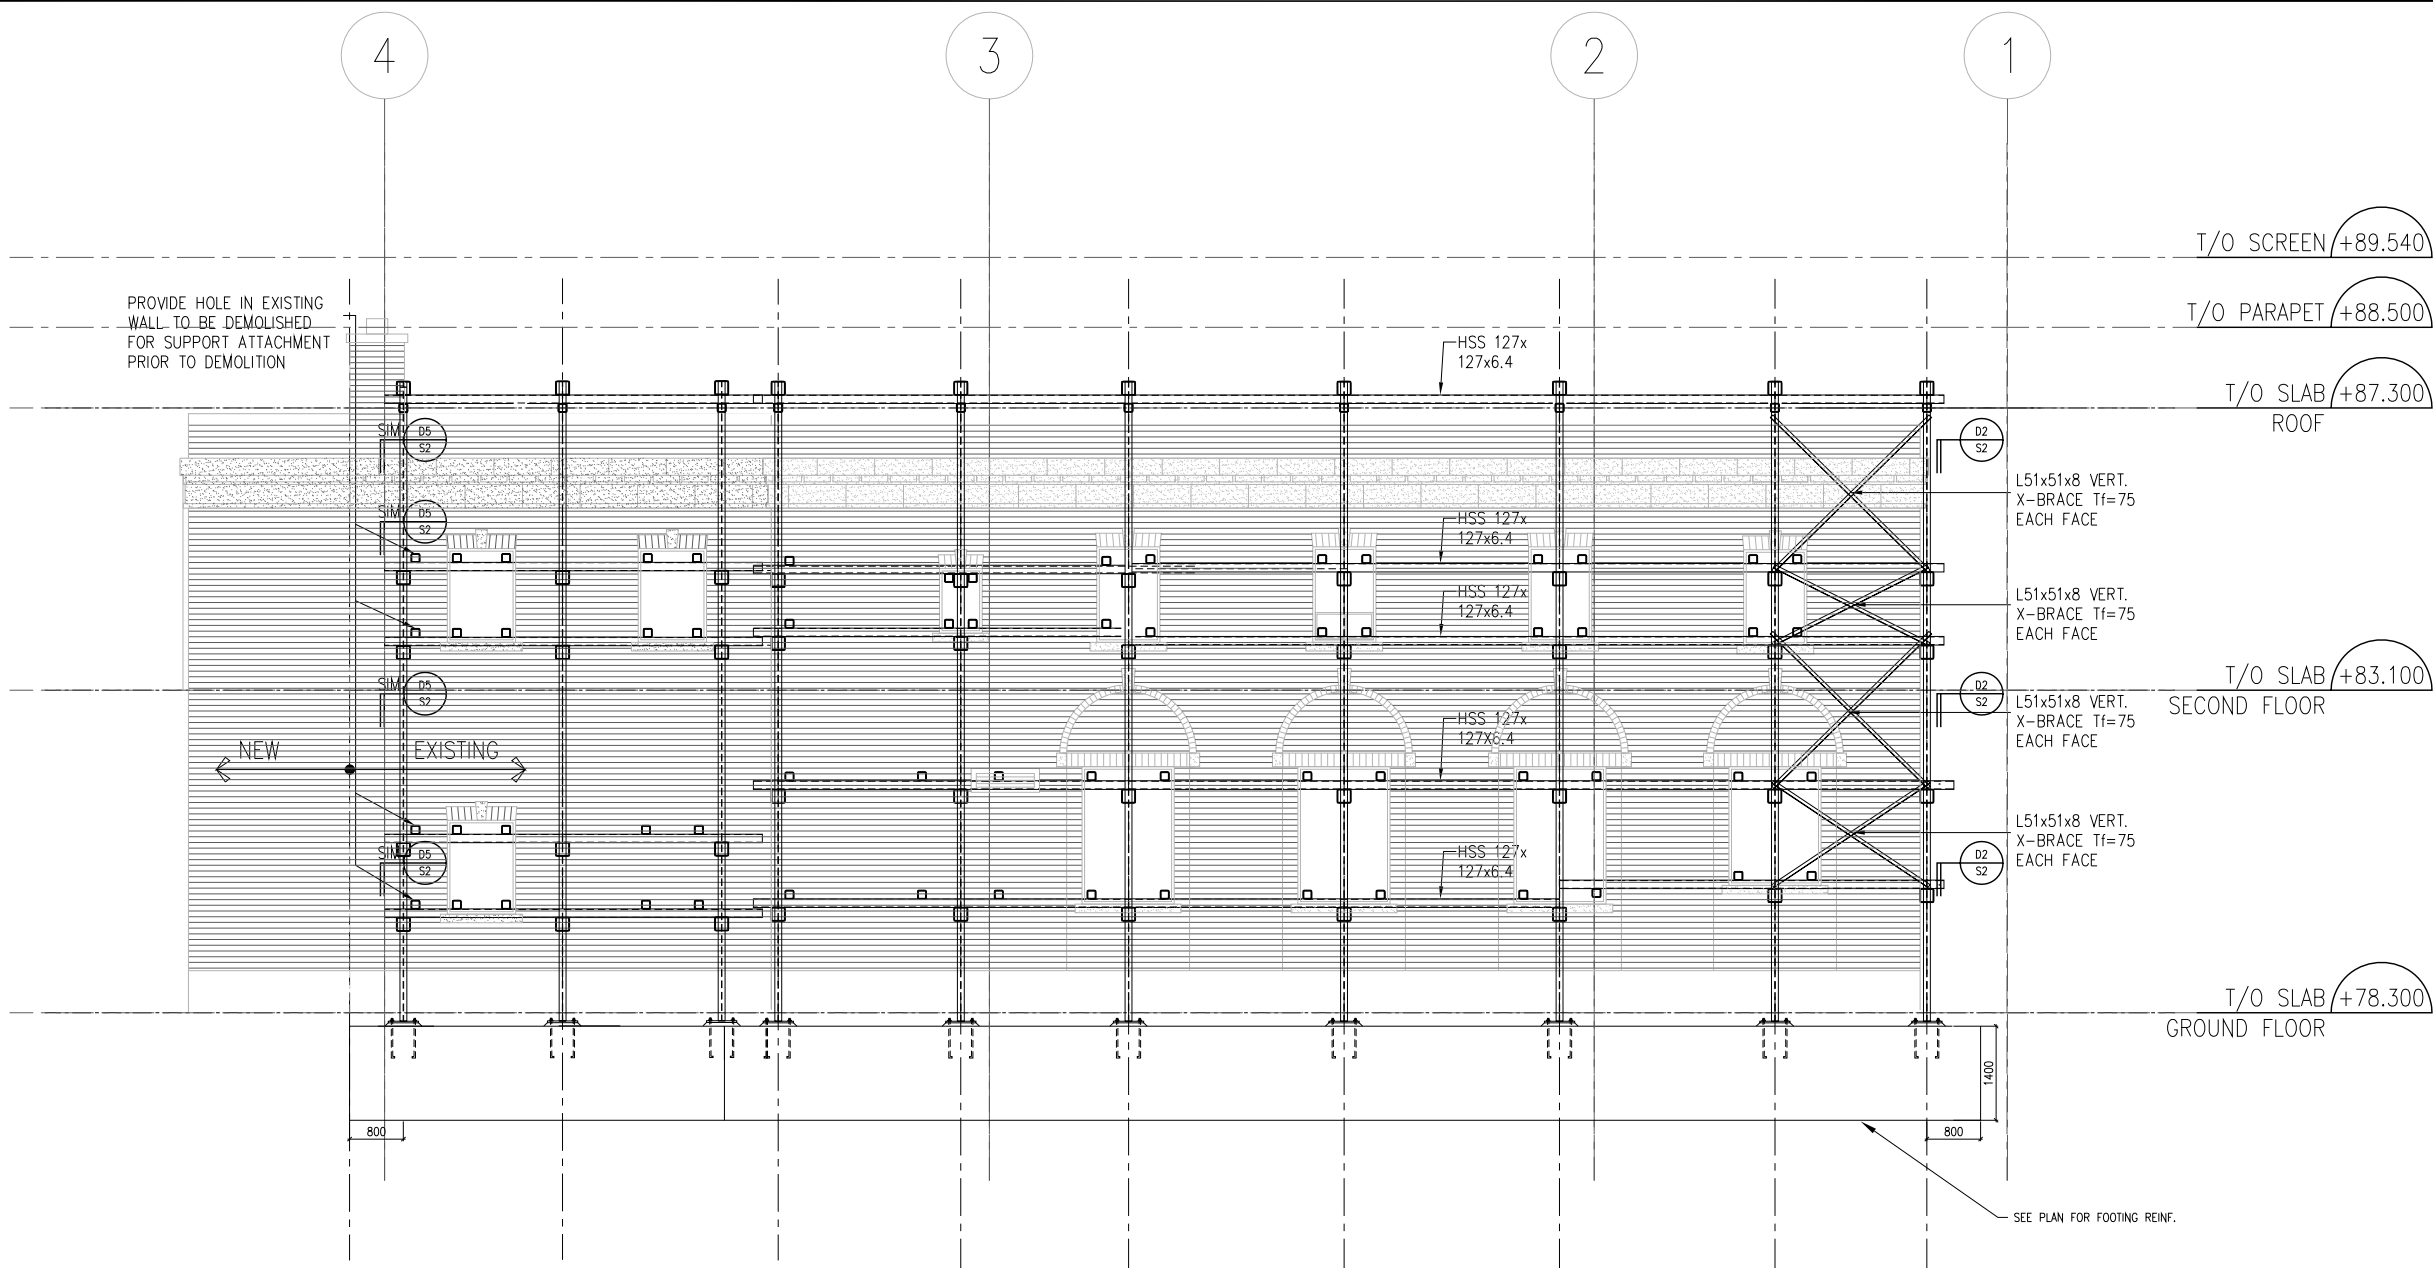 4
3
2
1
T/O SCREEN +89.540
T/O PARAPET +88.500
PROVIDE HOLE IN EXISTING
WALL TO BE DEMOLISHED
FOR SUPPORT ATTACHMENT
PRIOR TO DEMOLITION
HSS 127x
127x6.4
T/O SLAB +87.300
ROOF
SIM
D5
S2
D2
S2
L51x51x8 VERT.
X-BRACE Tf=75
EACH FACE
SIM
D5
S2
HSS 127x
127x6.4
HSS 127x
127x6.4
L51x51x8 VERT.
X-BRACE Tf=75
EACH FACE
T/O SLAB +83.100
SECOND FLOOR
SIM
D5
S2
D2
S2
L51x51x8 VERT.
X-BRACE Tf=75
EACH FACE
HSS 127x
127X6.4
NEW
EXISTING
L51x51x8 VERT.
X-BRACE Tf=75
EACH FACE
SIM
D5
S2
HSS 127x
127x6.4
D2
S2
T/O SLAB +78.300
GROUND FLOOR
1400
800
800
SEE PLAN FOR FOOTING REINF.